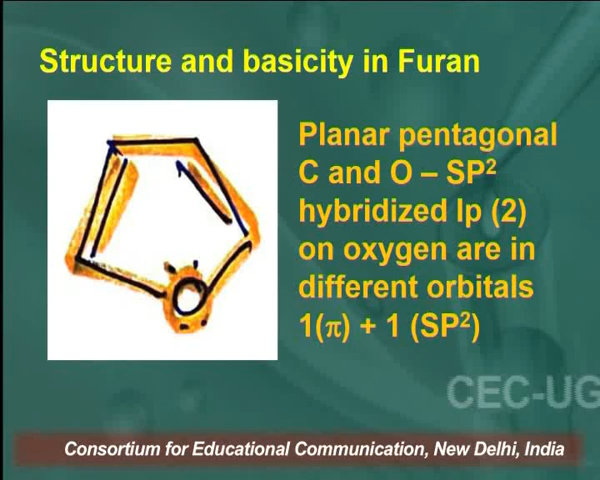 Structure and basicity in Furan
Planar pentagonal
C and O – SP²
hybridized lp (2)
on oxygen are in
different orbitals
1(π) + 1 (SP²)
O
CEC-UG
Consortium for Educational Communication, New Delhi, India